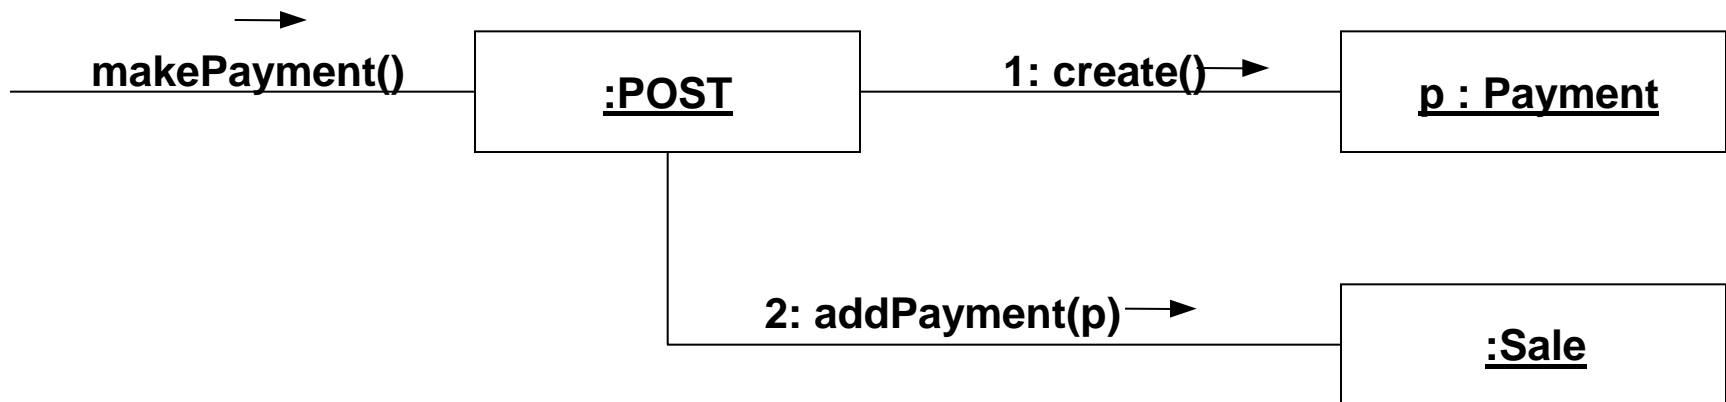 makePayment()
:POST
1: create()
p : Payment
2: addPayment(p)
:Sale